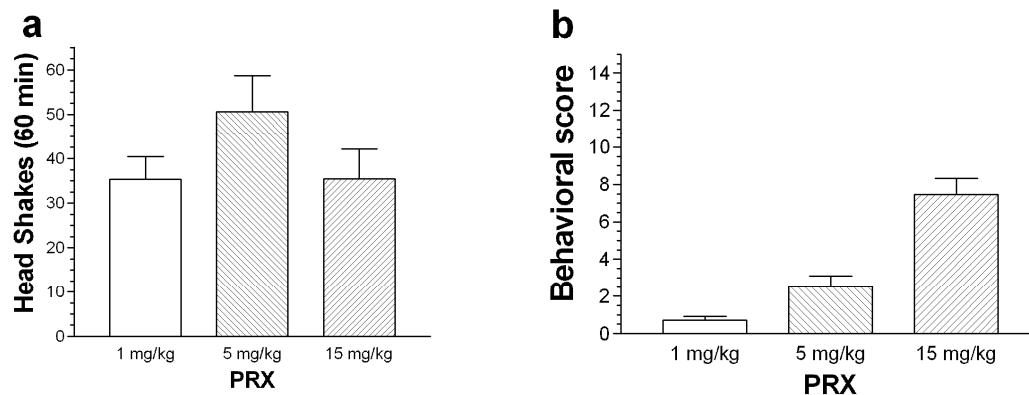 a
Head Shakes (60 min)
60
50
40
30
20
10
0
1 mg/kg
5 mg/kg
15 mg/kg
PRX
b
Behavioral score
14
12
10
8
6
4
2
0
1 mg/kg
5 mg/kg
15 mg/kg
PRX